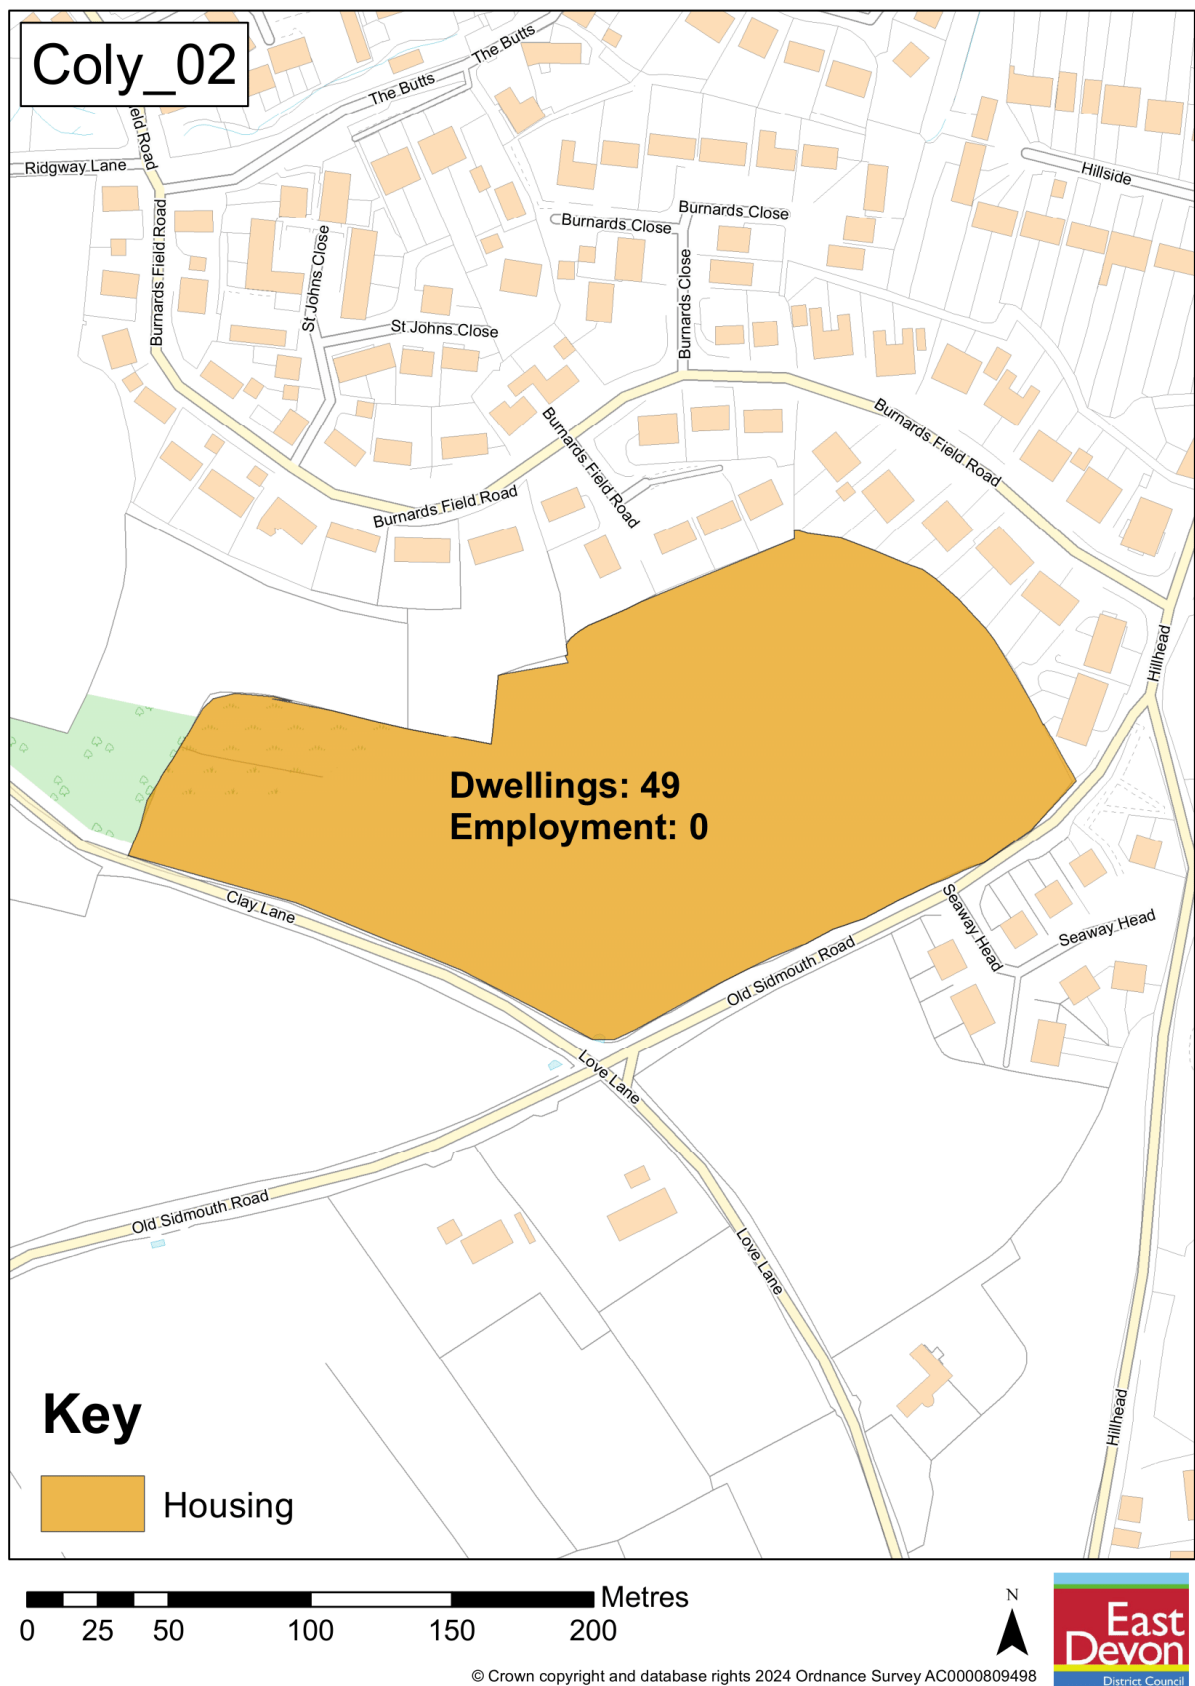 Coly_02
The Butts
The Butts
eld Road
Ridgway Lane
Hillside
Burnards Close
Burnards Close
Burnards Field Road
St Johns Close
Burnards Close
St Johns Close
Burnards Field Road
Burnards Field Road
Burnards Field Road
Hillhead
Dwellings: 49
Employment: 0
Clay Lane
Seaway Head
Seaway Head
Old Sidmouth Road
Love Lane
Old Sidmouth Road
Love Lane
Hillhead
Key
Housing
Metres
0 25 50 100 150 200
N
East
Devon
District Council
© Crown copyright and database rights 2024 Ordnance Survey AC0000809498